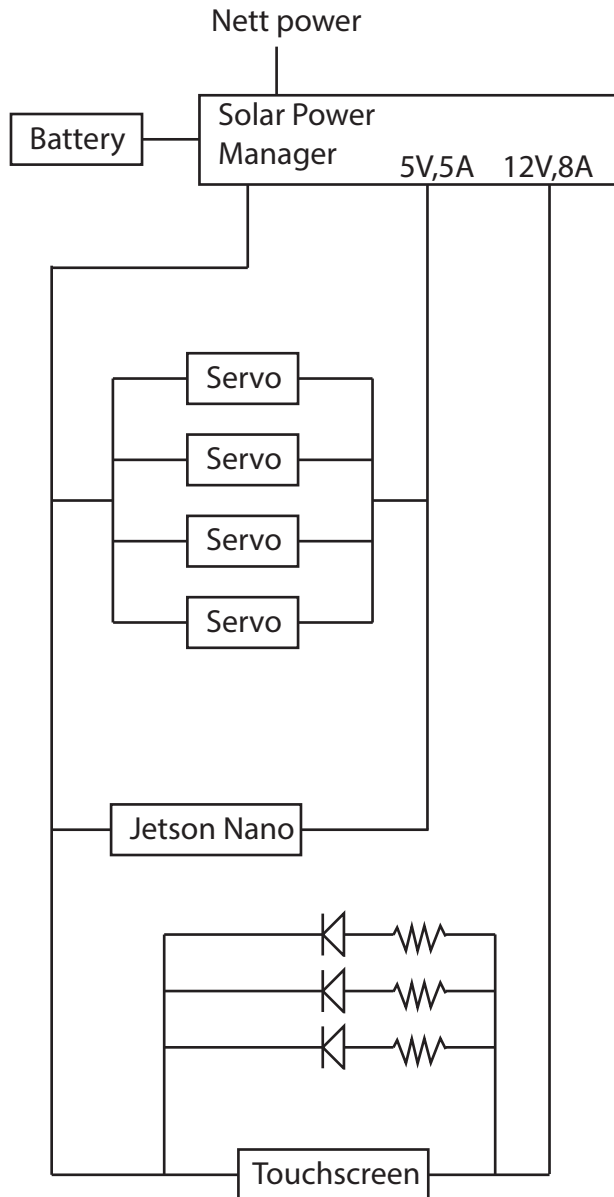 Nett power
Battery
Solar Power
Manager
5V,5A
12V,8A
Servo
Servo
Servo
Servo
Jetson Nano
Touchscreen